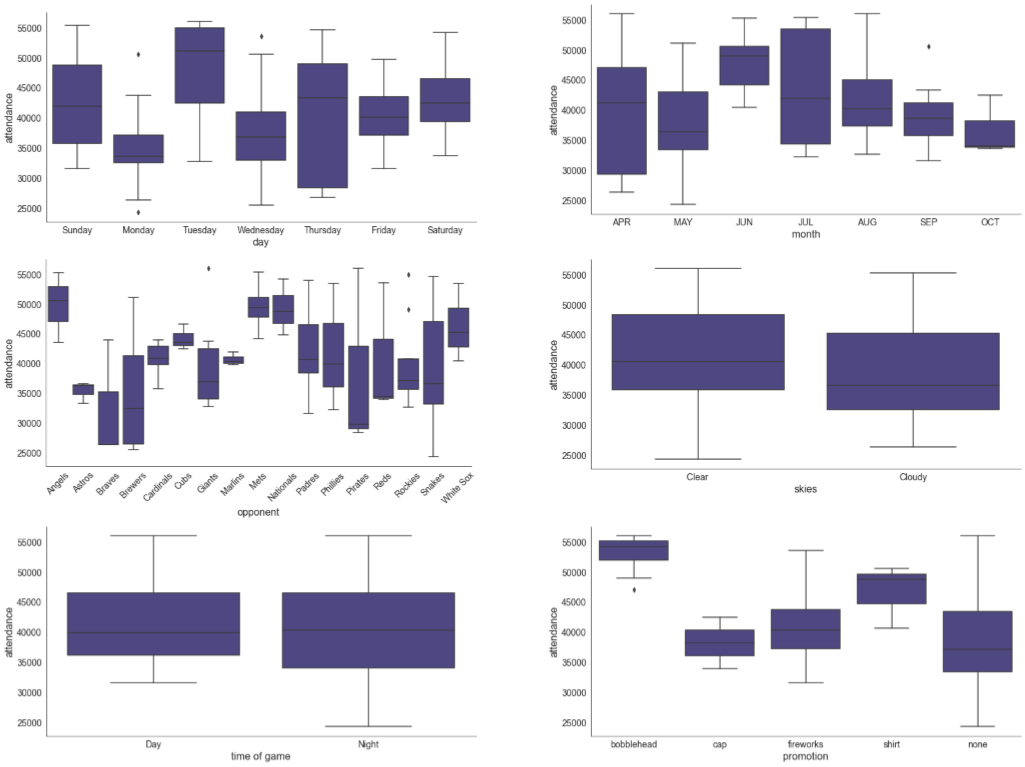 55000
50000
45000
40000
35000
30000
25000
attendance
Sunday Monday Tuesday Wednesday Thursday Friday Saturday
day
55000
50000
45000
40000
35000
30000
25000
attendance
APR MAY JUN JUL AUG SEP OCT
month
55000
50000
45000
40000
35000
30000
25000
attendance
Angels Astros Braves Brewers Cardinals Cubs Giants Marlins Mets Nationals Padres Phillies Pirates Reds Rockies Snakes White Sox
opponent
55000
50000
45000
40000
35000
30000
25000
attendance
Clear Cloudy
skies
55000
50000
45000
40000
35000
30000
25000
attendance
Day Night
time of game
55000
50000
45000
40000
35000
30000
25000
attendance
bobblehead cap fireworks shirt none
promotion